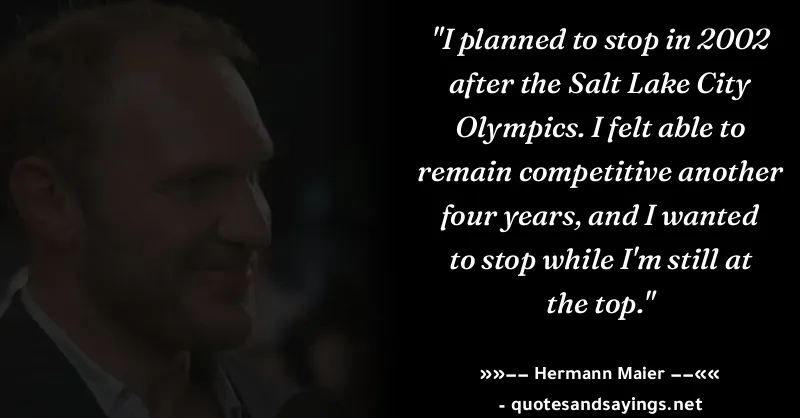 "I planned to stop in 2002
after the Salt Lake City
Olympics. I felt able to
remain competitive another
four years, and I wanted
to stop while I'm still at
the top."
»»−− Hermann Maier −−««
- quotesandsayings.net